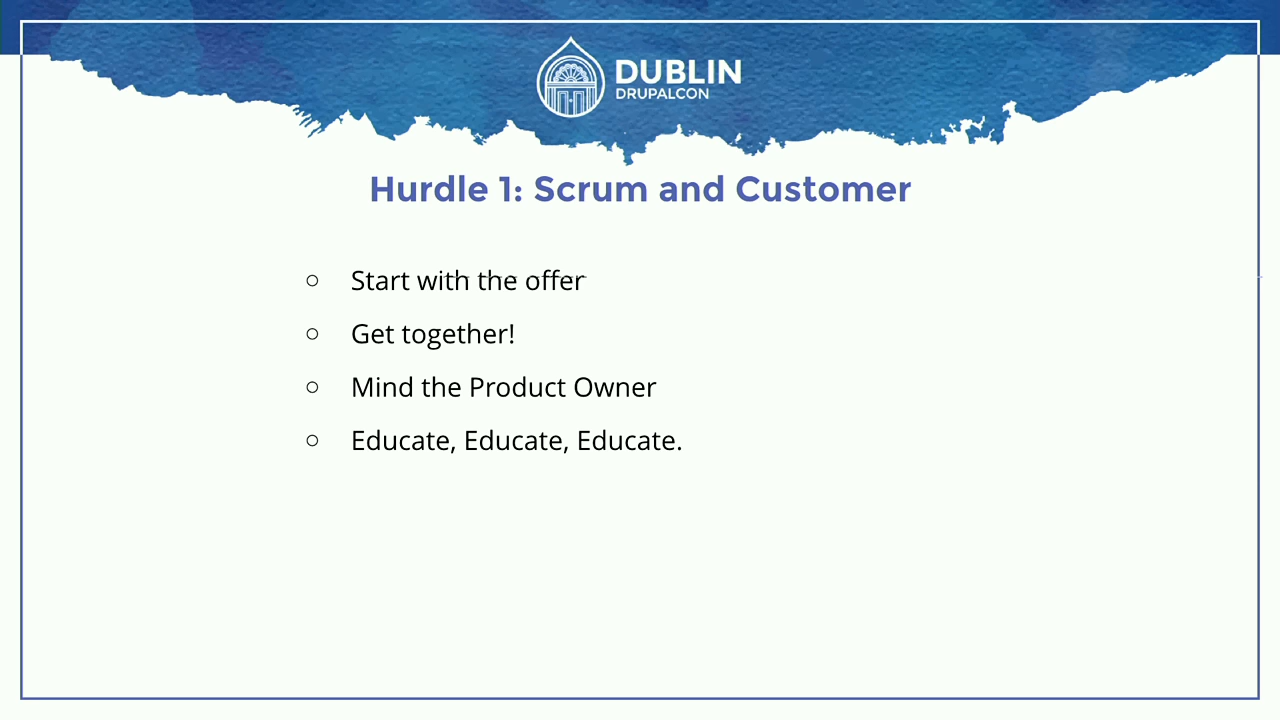 DUBLIN
DRUPALCON
Hurdle 1: Scrum and Customer
Start with the offer
Get together!
Mind the Product Owner
Educate, Educate, Educate.